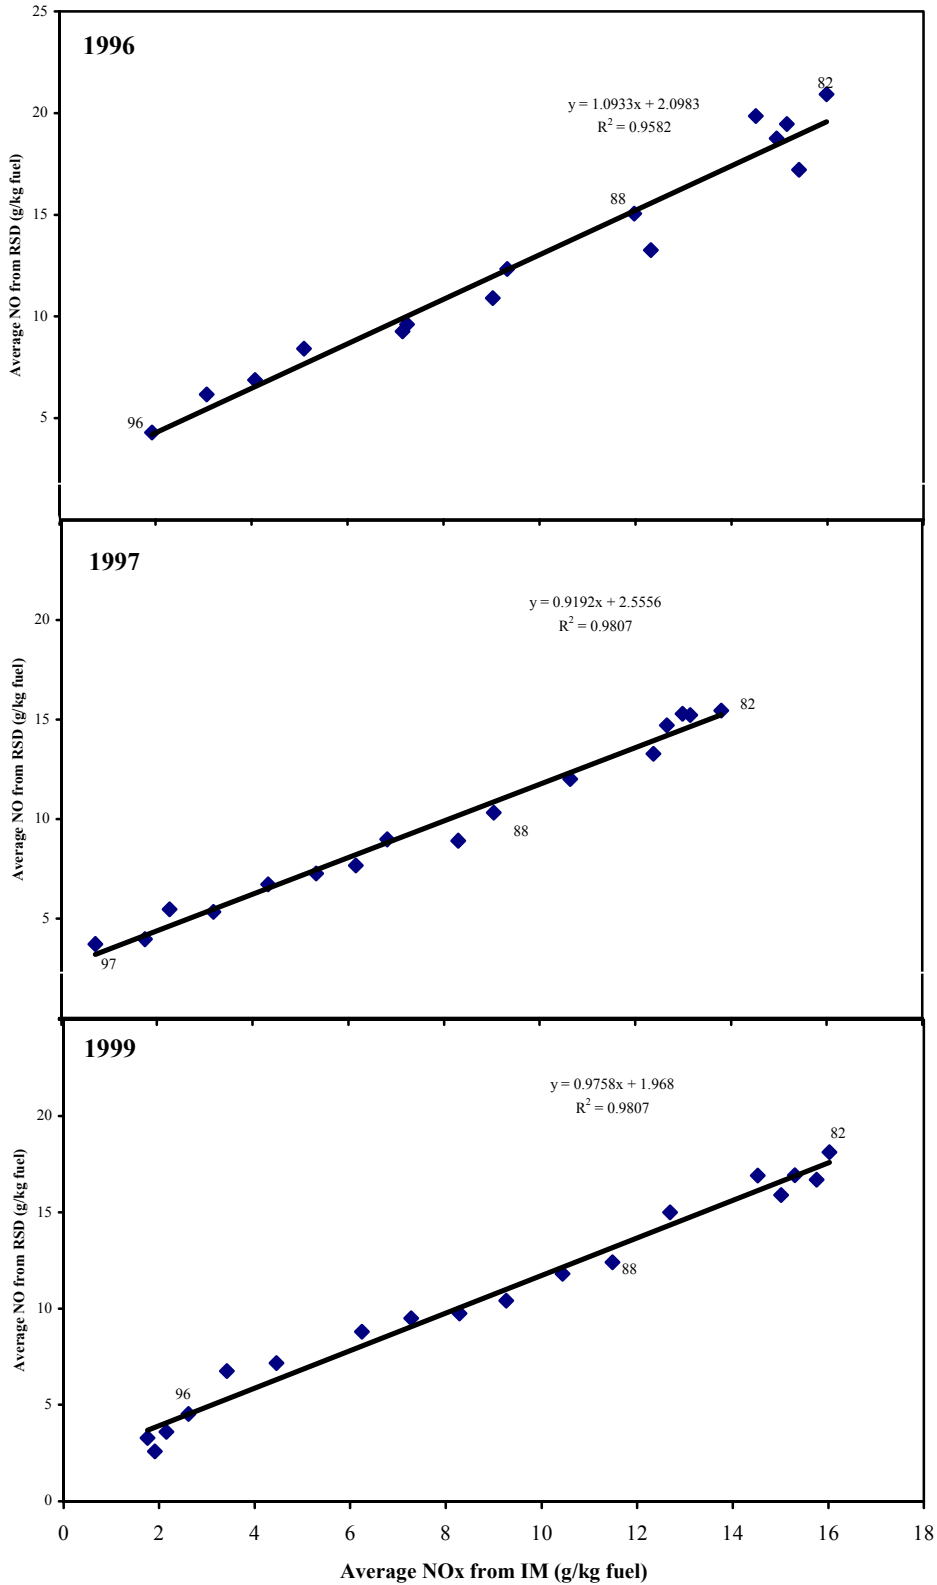 25
1996
82
y = 1.0933x + 2.0983
R² = 0.9582
20
88
15
10
96
5
Average NO from RSD (g/kg fuel)
1997
y = 0.9192x + 2.5556
R² = 0.9807
20
82
15
88
10
5
97
Average NO from RSD (g/kg fuel)
1999
y = 0.9758x + 1.968
R² = 0.9807
20
82
15
88
10
96
5
0
Average NO from RSD (g/kg fuel)
0 2 4 6 8 10 12 14 16 18
Average NOx from IM (g/kg fuel)